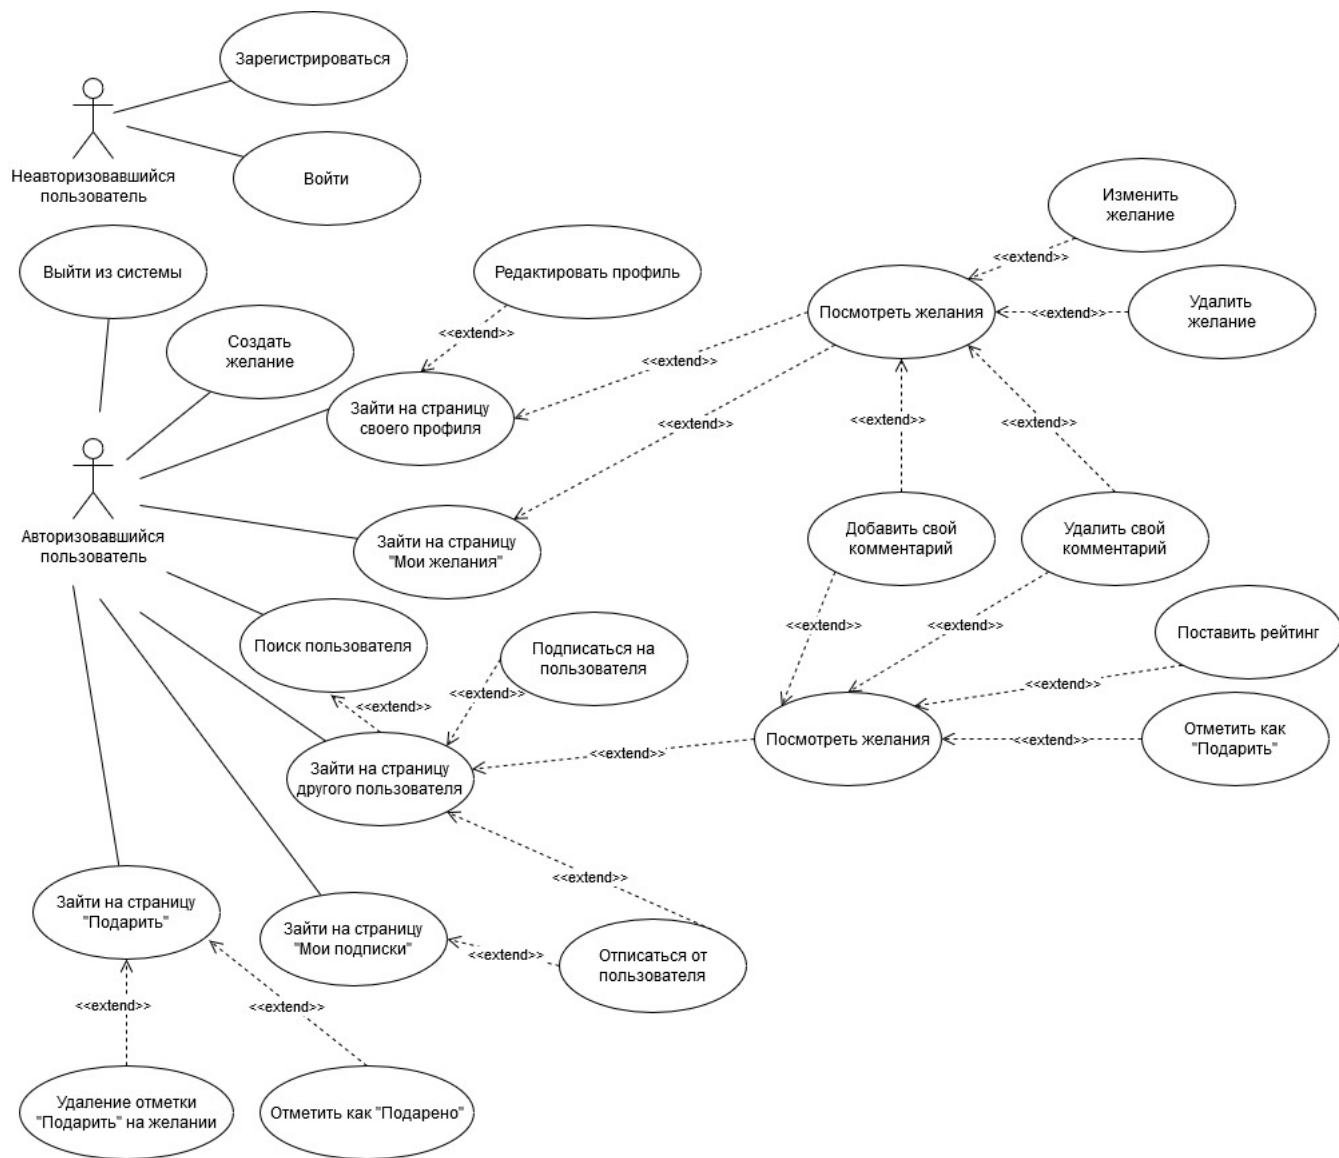 Зарегистрироваться
Неавторизовавшийся
пользователь
Войти
Изменить
желание
Выйти из системы
Редактировать профиль
<<extend>>
Посмотреть желания
<<extend>>
Удалить
желание
Создать
желание
<<extend>>
<<extend>>
Зайти на страницу
своего профиля
<<extend>>
<<extend>>
<<extend>>
Авторизовавшийся
пользователь
Зайти на страницу
"Мои желания"
Добавить свой
комментарий
Удалить свой
комментарий
Поиск пользователя
Подписаться на
пользователя
<<extend>>
<<extend>>
Поставить рейтинг
<<extend>>
<<extend>>
<<extend>>
Зайти на страницу
другого пользователя
<<extend>>
Посмотреть желания
<<extend>>
Отметить как
"Подарить"
<<extend>>
Зайти на страницу
"Подарить"
Зайти на страницу
"Мои подписки"
<<extend>>
Отписаться от
пользователя
<<extend>>
<<extend>>
Удаление отметки
"Подарить" на желании
Отметить как "Подарено"